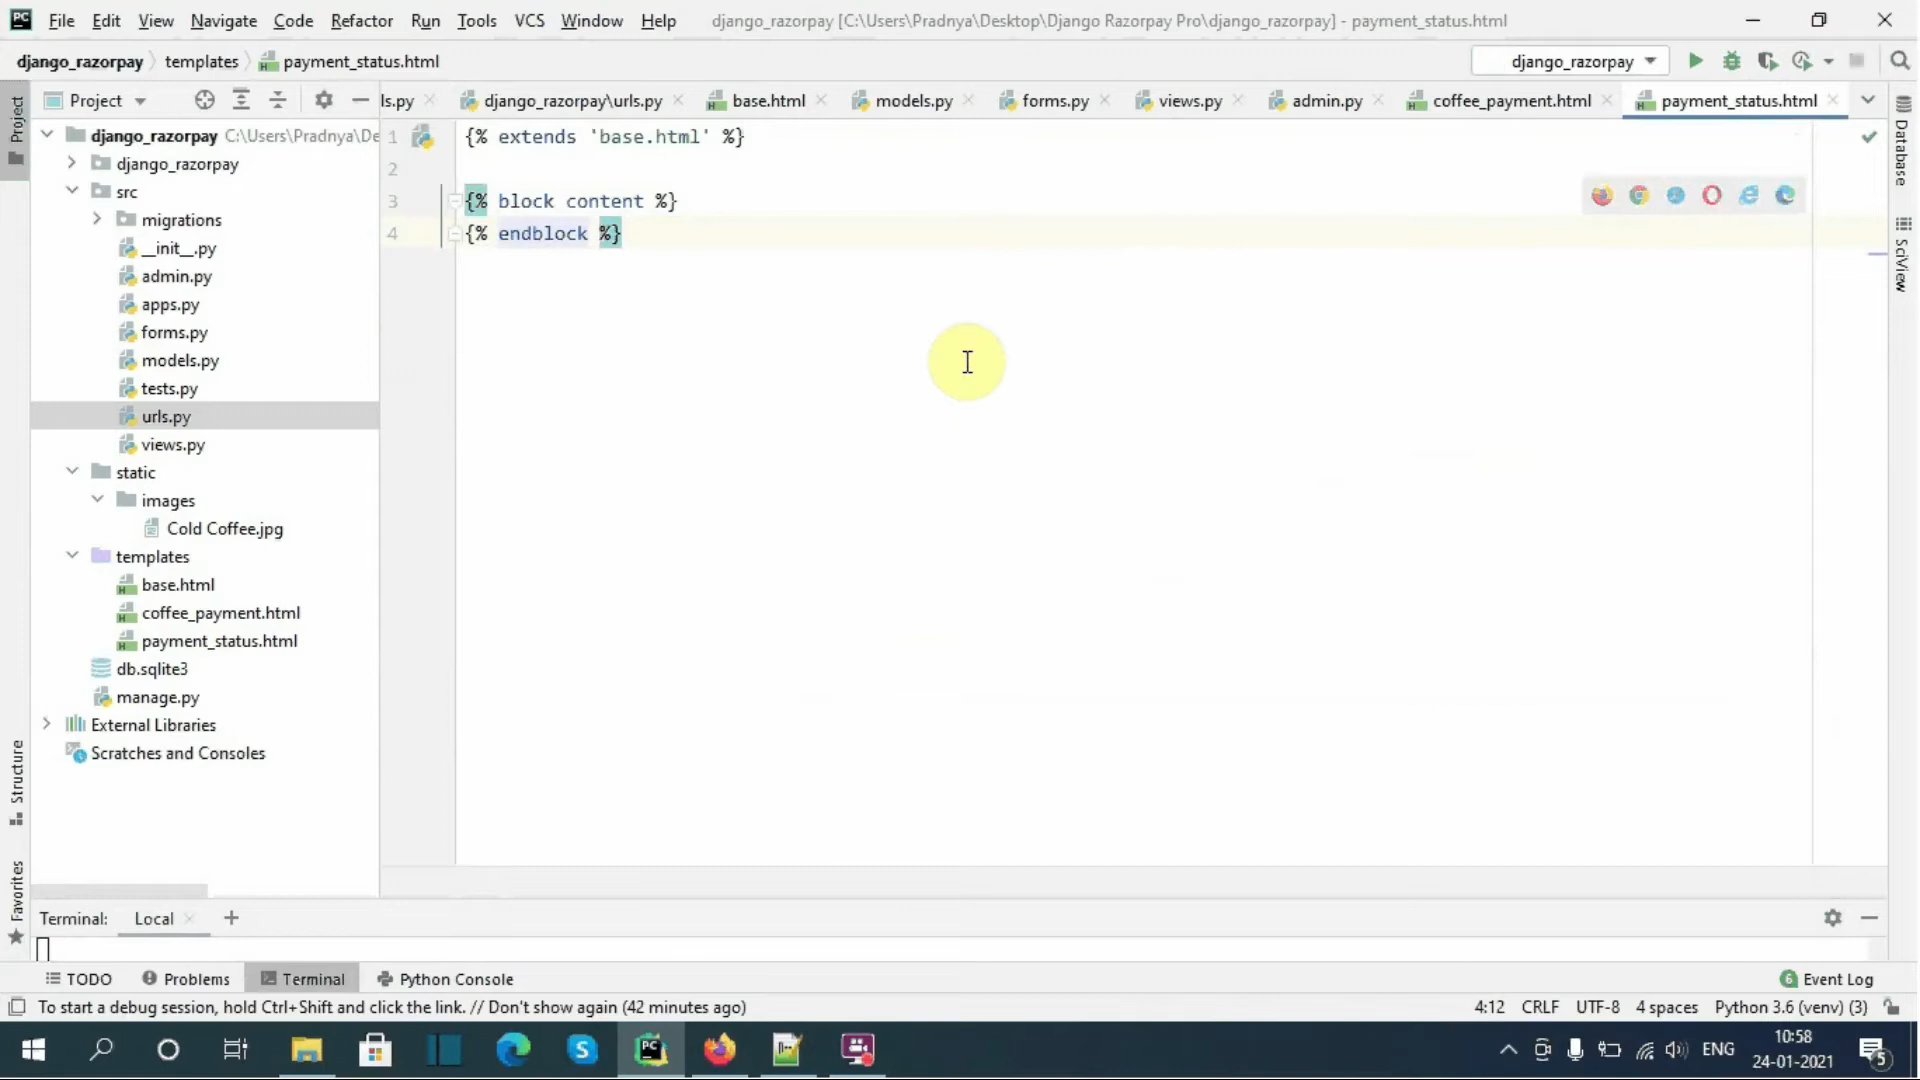 PC File Edit View Navigate Code Refactor Run Tools VCS Window Help django_razorpay [C:\Users\Pradnya\Desktop\Django Razorpay Pro\django_razorpay] - payment_status.html
django_razorpay templates payment_status.html django_razorpay
Project ls.py django_razorpay\urls.py base.html models.py forms.py views.py admin.py coffee_payment.html payment_status.html
Project
Structure
Favorites
django_razorpay C:\Users\Pradnya\De
django_razorpay
src
migrations
__init__.py
admin.py
apps.py
forms.py
models.py
tests.py
urls.py
views.py
static
images
Cold Coffee.jpg
templates
base.html
coffee_payment.html
payment_status.html
db.sqlite3
manage.py
External Libraries
Scratches and Consoles
1 {% extends 'base.html' %}
2
3 {% block content %}
4 {% endblock %}
Database
SciView
Terminal: Local +
TODO Problems Terminal Python Console 6 Event Log
To start a debug session, hold Ctrl+Shift and click the link. // Don't show again (42 minutes ago) 4:12 CRLF UTF-8 4 spaces Python 3.6 (venv) (3)
PC ENG 10:58
24-01-2021 5